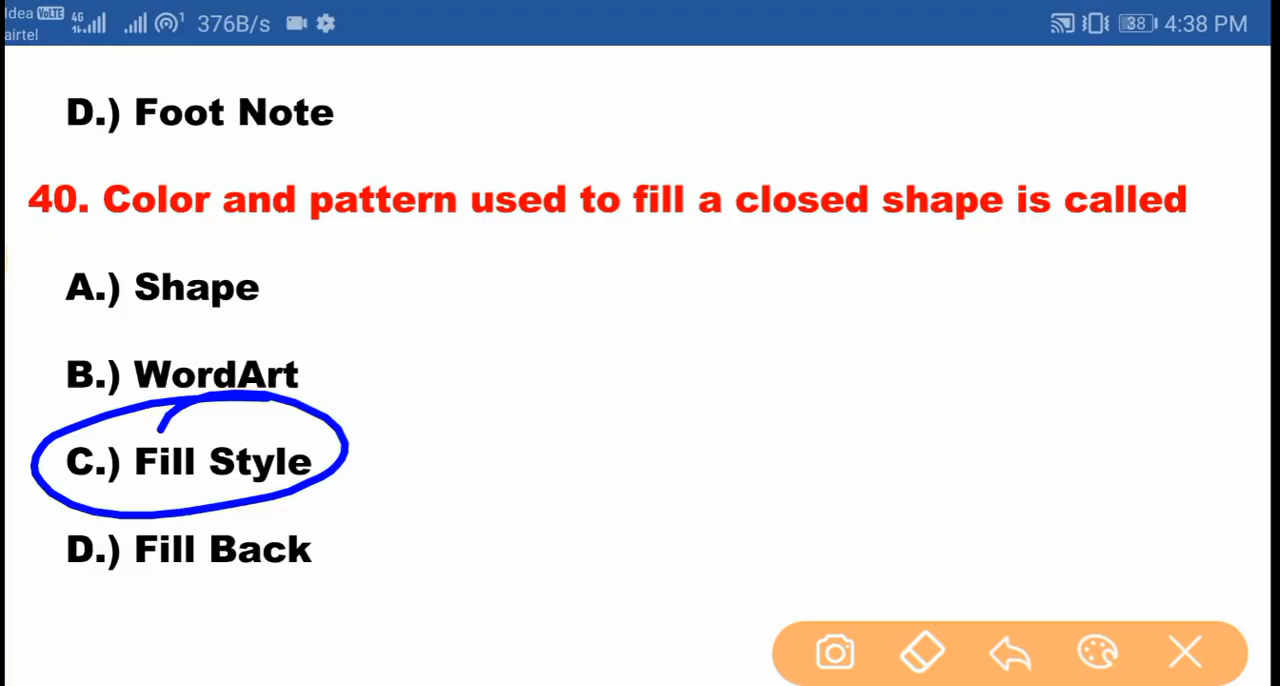 Idea VoLTE 4G 1 376B/s 38 4:38 PM
airtel
D.) Foot Note
40. Color and pattern used to fill a closed shape is called
A.) Shape
B.) WordArt
C.) Fill Style
D.) Fill Back